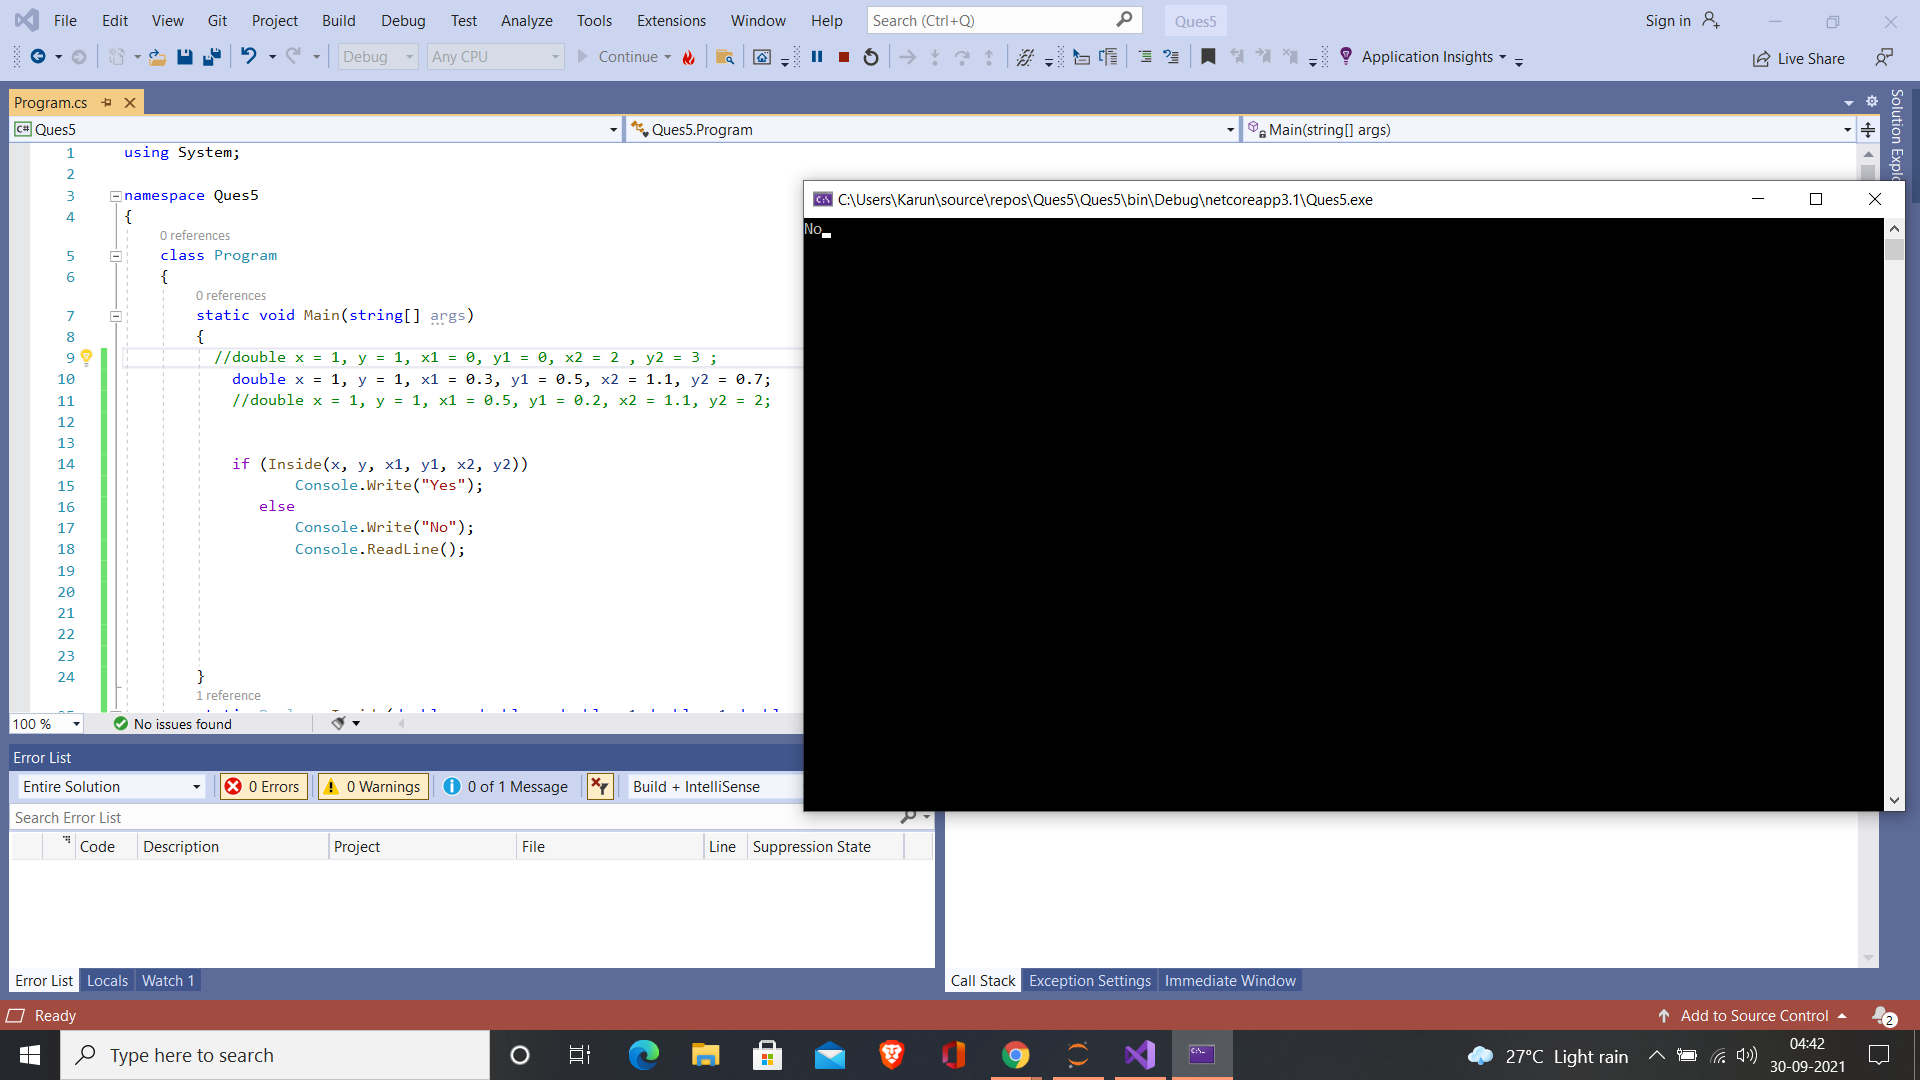 File Edit View Git Project Build Debug Test Analyze Tools Extensions Window Help Search (Ctrl+Q) Ques5 Sign in
Debug Any CPU Continue Application Insights Live Share
Program.cs
C# Ques5 Ques5.Program Main(string[] args)
Solution Explo
1 using System;
2
3 namespace Ques5
4 {
0 references
5 class Program
6 {
0 references
7 static void Main(string[] args)
8 {
9 //double x = 1, y = 1, x1 = 0, y1 = 0, x2 = 2 , y2 = 3 ;
10 double x = 1, y = 1, x1 = 0.3, y1 = 0.5, x2 = 1.1, y2 = 0.7;
11 //double x = 1, y = 1, x1 = 0.5, y1 = 0.2, x2 = 1.1, y2 = 2;
12
13
14 if (Inside(x, y, x1, y1, x2, y2))
15 Console.Write("Yes");
16 else
17 Console.Write("No");
18 Console.ReadLine();
19
20
21
22
23
24 }
1 reference
C:\Users\Karun\source\repos\Ques5\Ques5\bin\Debug\netcoreapp3.1\Ques5.exe
No
100 % No issues found
Error List
Entire Solution 0 Errors 0 Warnings 0 of 1 Message Build + IntelliSense
Search Error List
Code Description Project File Line Suppression State
Error List Locals Watch 1
Call Stack Exception Settings Immediate Window
Ready Add to Source Control 2
Type here to search 27°C Light rain 04:42
30-09-2021